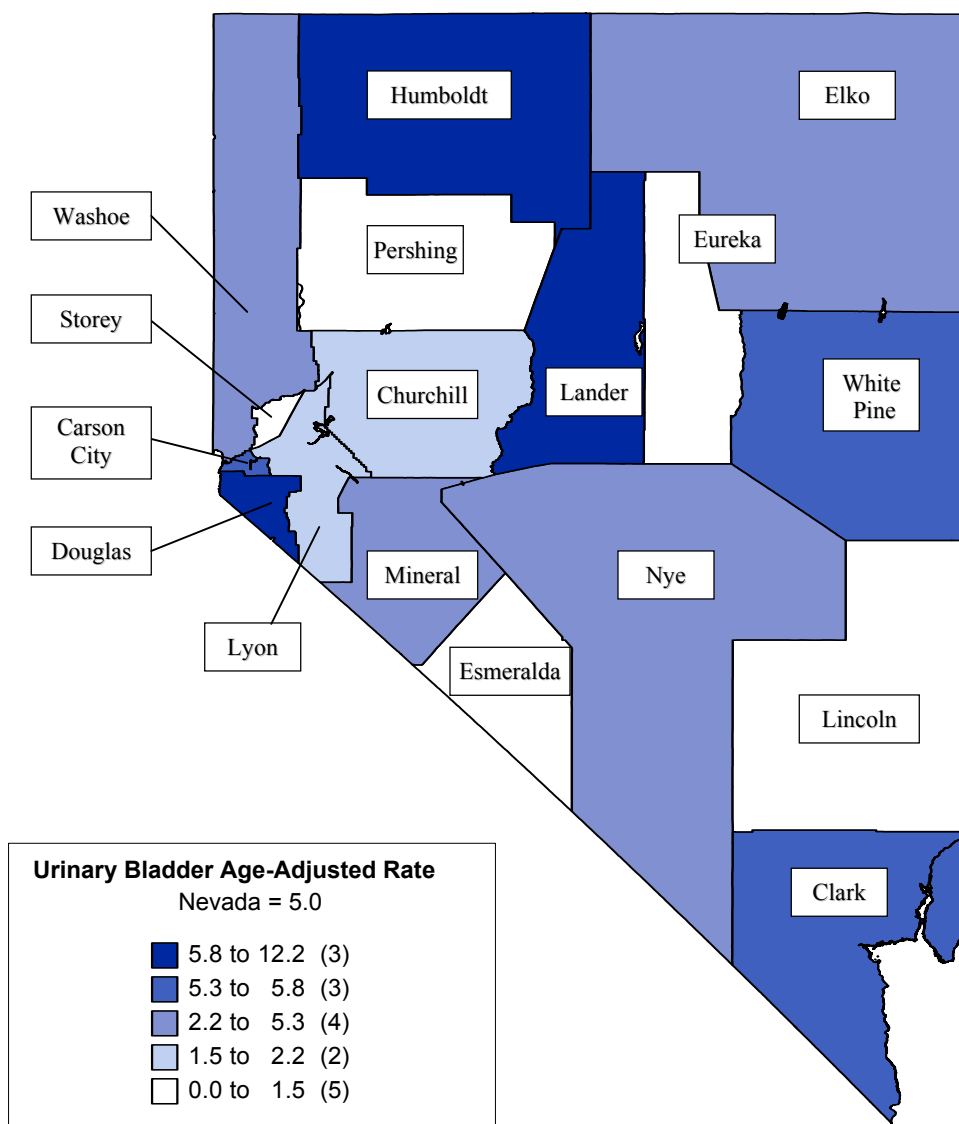 Humboldt
Elko
Washoe
Pershing
Eureka
Storey
Churchill
Lander
White
Pine
Carson
City
Douglas
Mineral
Nye
Lyon
Esmeralda
Lincoln
Clark
Urinary Bladder Age-Adjusted Rate
Nevada = 5.0
5.8 to 12.2 (3)
5.3 to 5.8 (3)
2.2 to 5.3 (4)
1.5 to 2.2 (2)
0.0 to 1.5 (5)